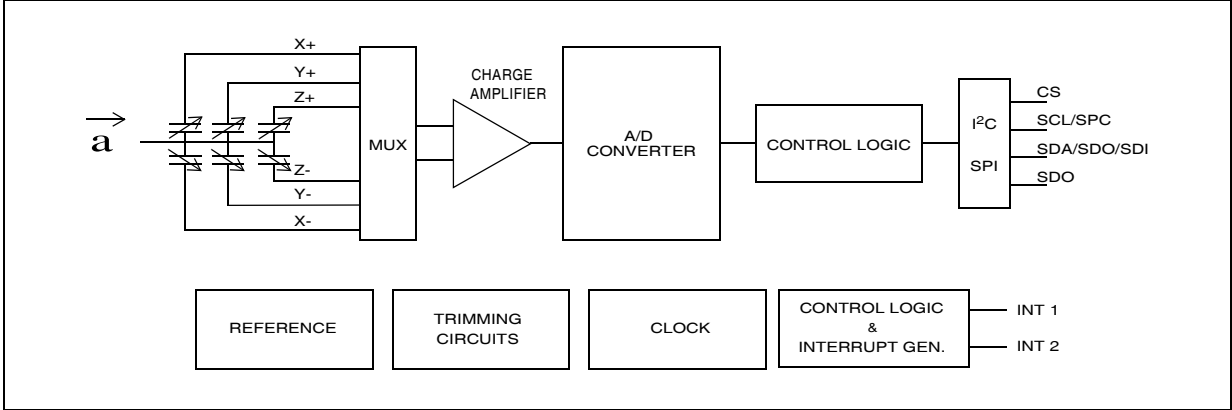 X+
Y+
Z+
a
Z-
Y-
X-
MUX
CHARGE
AMPLIFIER
A/D
CONVERTER
CONTROL LOGIC
I²C
SPI
CS
SCL/SPC
SDA/SDO/SDI
SDO
REFERENCE
TRIMMING
CIRCUITS
CLOCK
CONTROL LOGIC
&
INTERRUPT GEN.
INT 1
INT 2